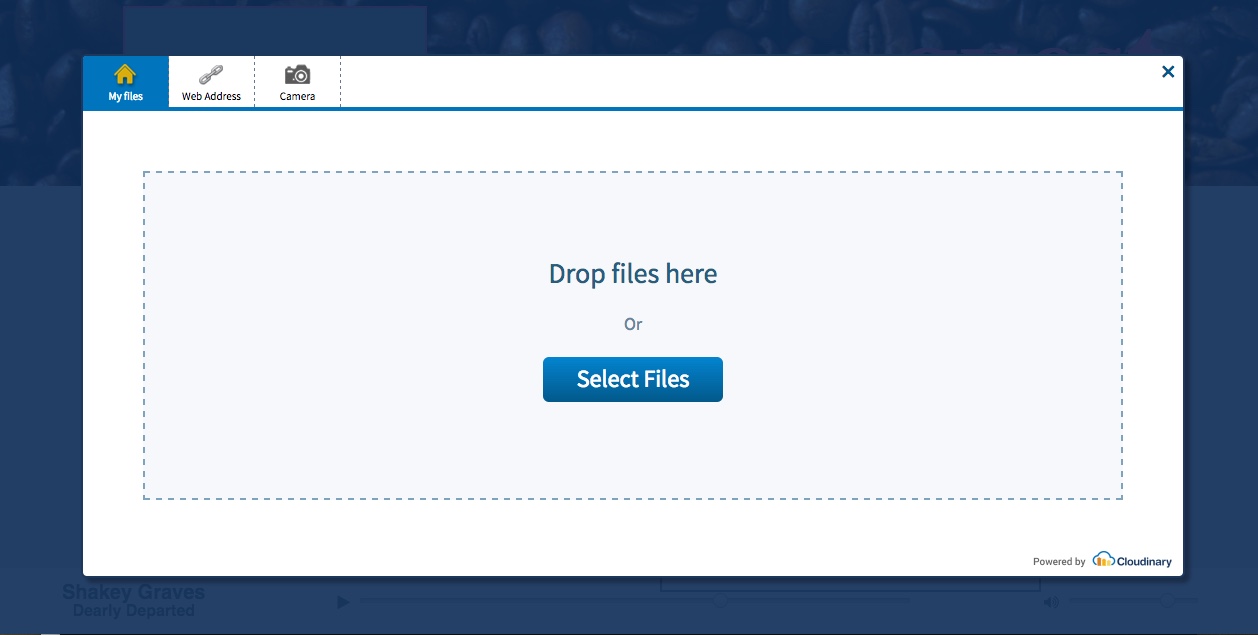 My files
Web Address
Camera
Drop files here
Or
Select Files
Powered by Cloudinary
Shakey Graves
Dearly Departed